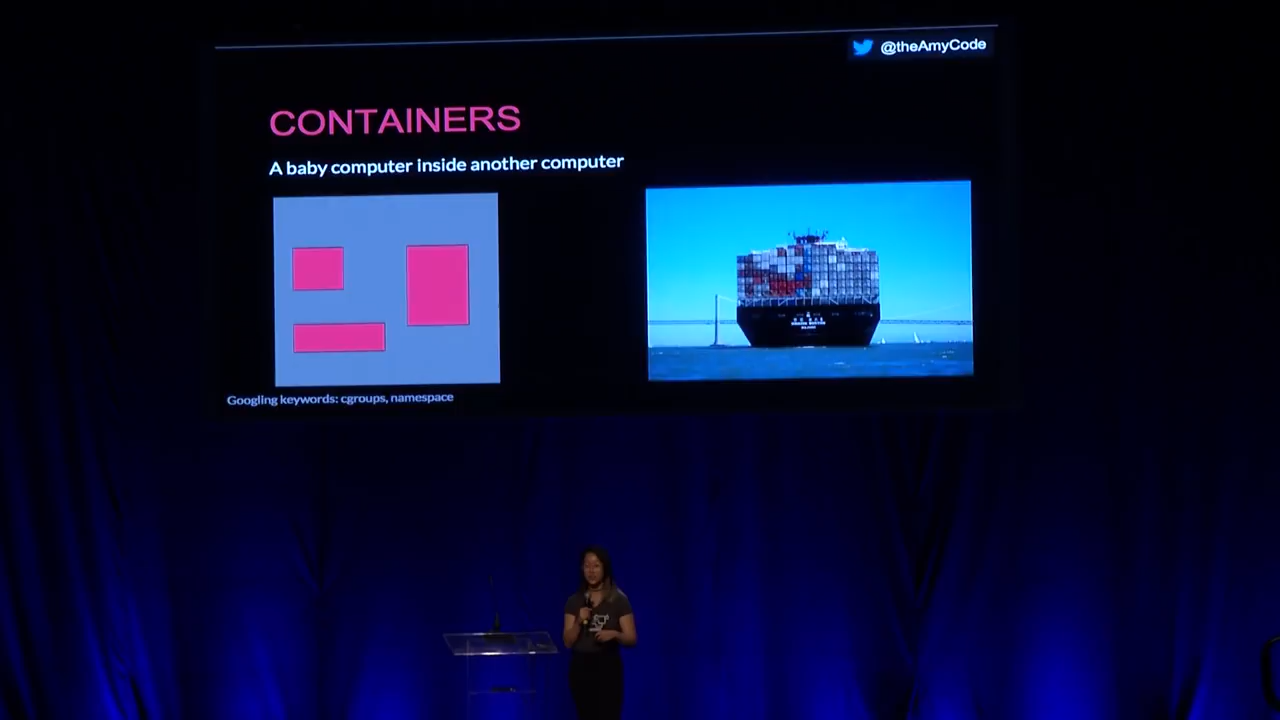 @theAmyCode
CONTAINERS
A baby computer inside another computer
Googling keywords: cgroups, namespace